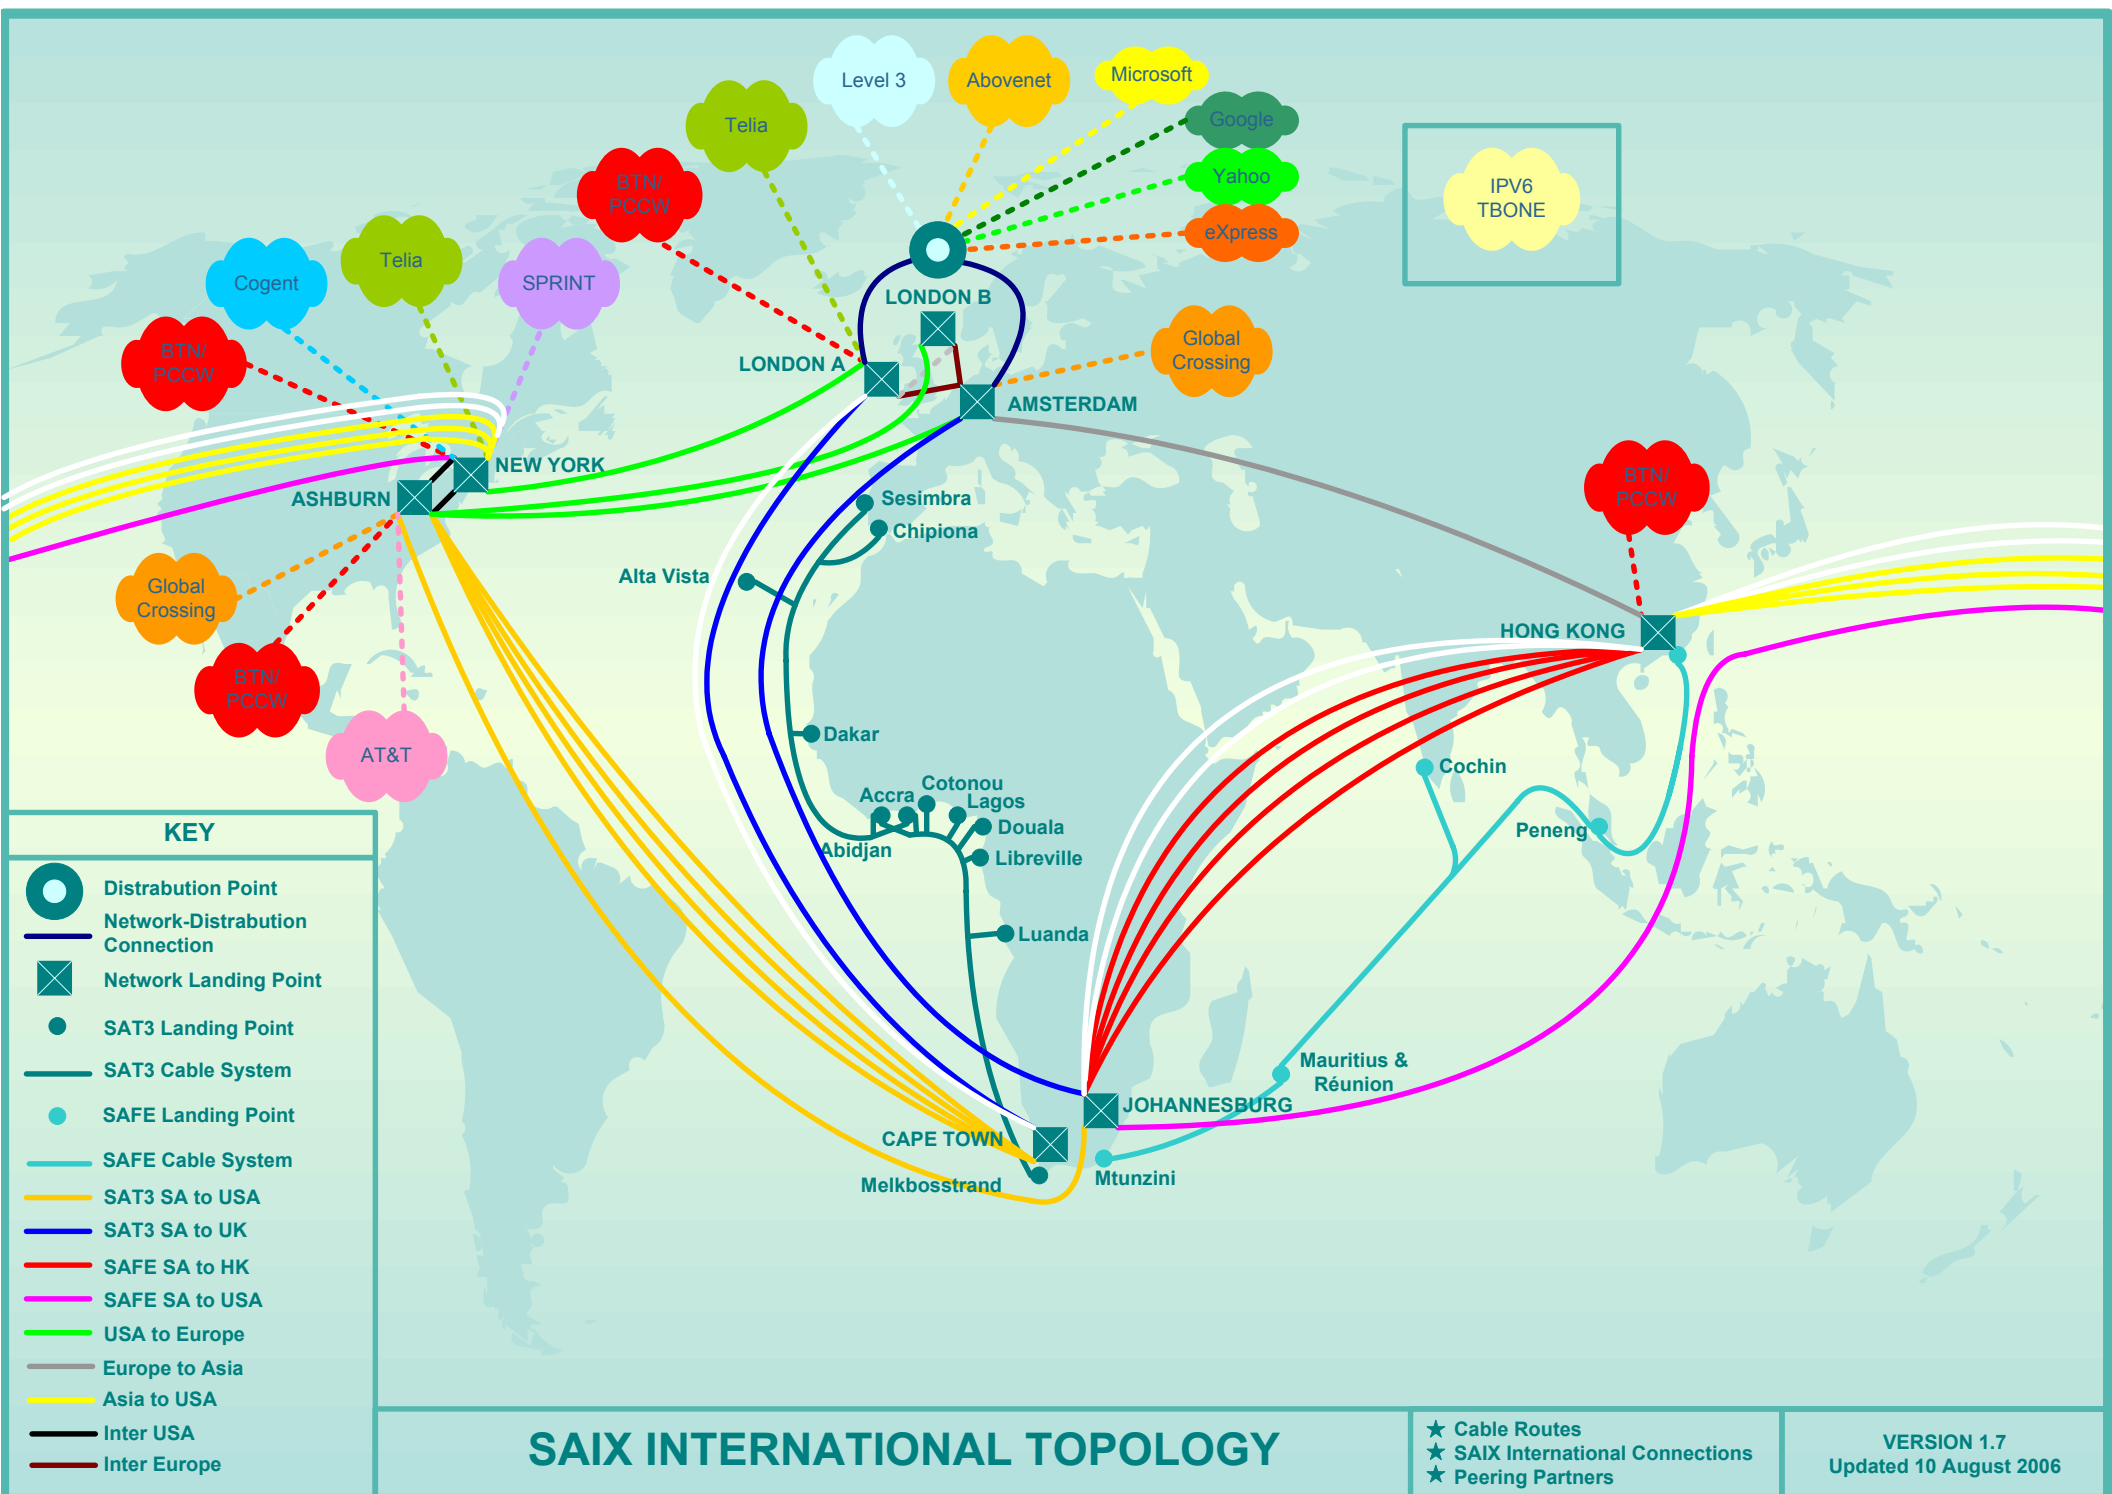 Level 3
Abovenet
Microsoft
Telia
Google
BTN/
PCCW
Yahoo
IPV6
TBONE
eXpress
Cogent
Telia
SPRINT
LONDON B
BTN/
PCCW
LONDON A
Global
Crossing
AMSTERDAM
NEW YORK
ASHBURN
BTN/
PCCW
Sesimbra
Chipiona
Alta Vista
Global
Crossing
HONG KONG
BTN/
PCCW
AT&T
Dakar
Cochin
Cotonou
Accra
Lagos
Douala
Abidjan
Libreville
Peneng
Luanda
Mauritius &
Réunion
JOHANNESBURG
CAPE TOWN
Melkbosstrand
Mtunzini
KEY
Distrabution Point
Network-Distrabution
Connection
Network Landing Point
SAT3 Landing Point
SAT3 Cable System
SAFE Landing Point
SAFE Cable System
SAT3 SA to USA
SAT3 SA to UK
SAFE SA to HK
SAFE SA to USA
USA to Europe
Europe to Asia
Asia to USA
Inter USA
Inter Europe
SAIX INTERNATIONAL TOPOLOGY
Cable Routes
SAIX International Connections
Peering Partners
VERSION 1.7
Updated 10 August 2006